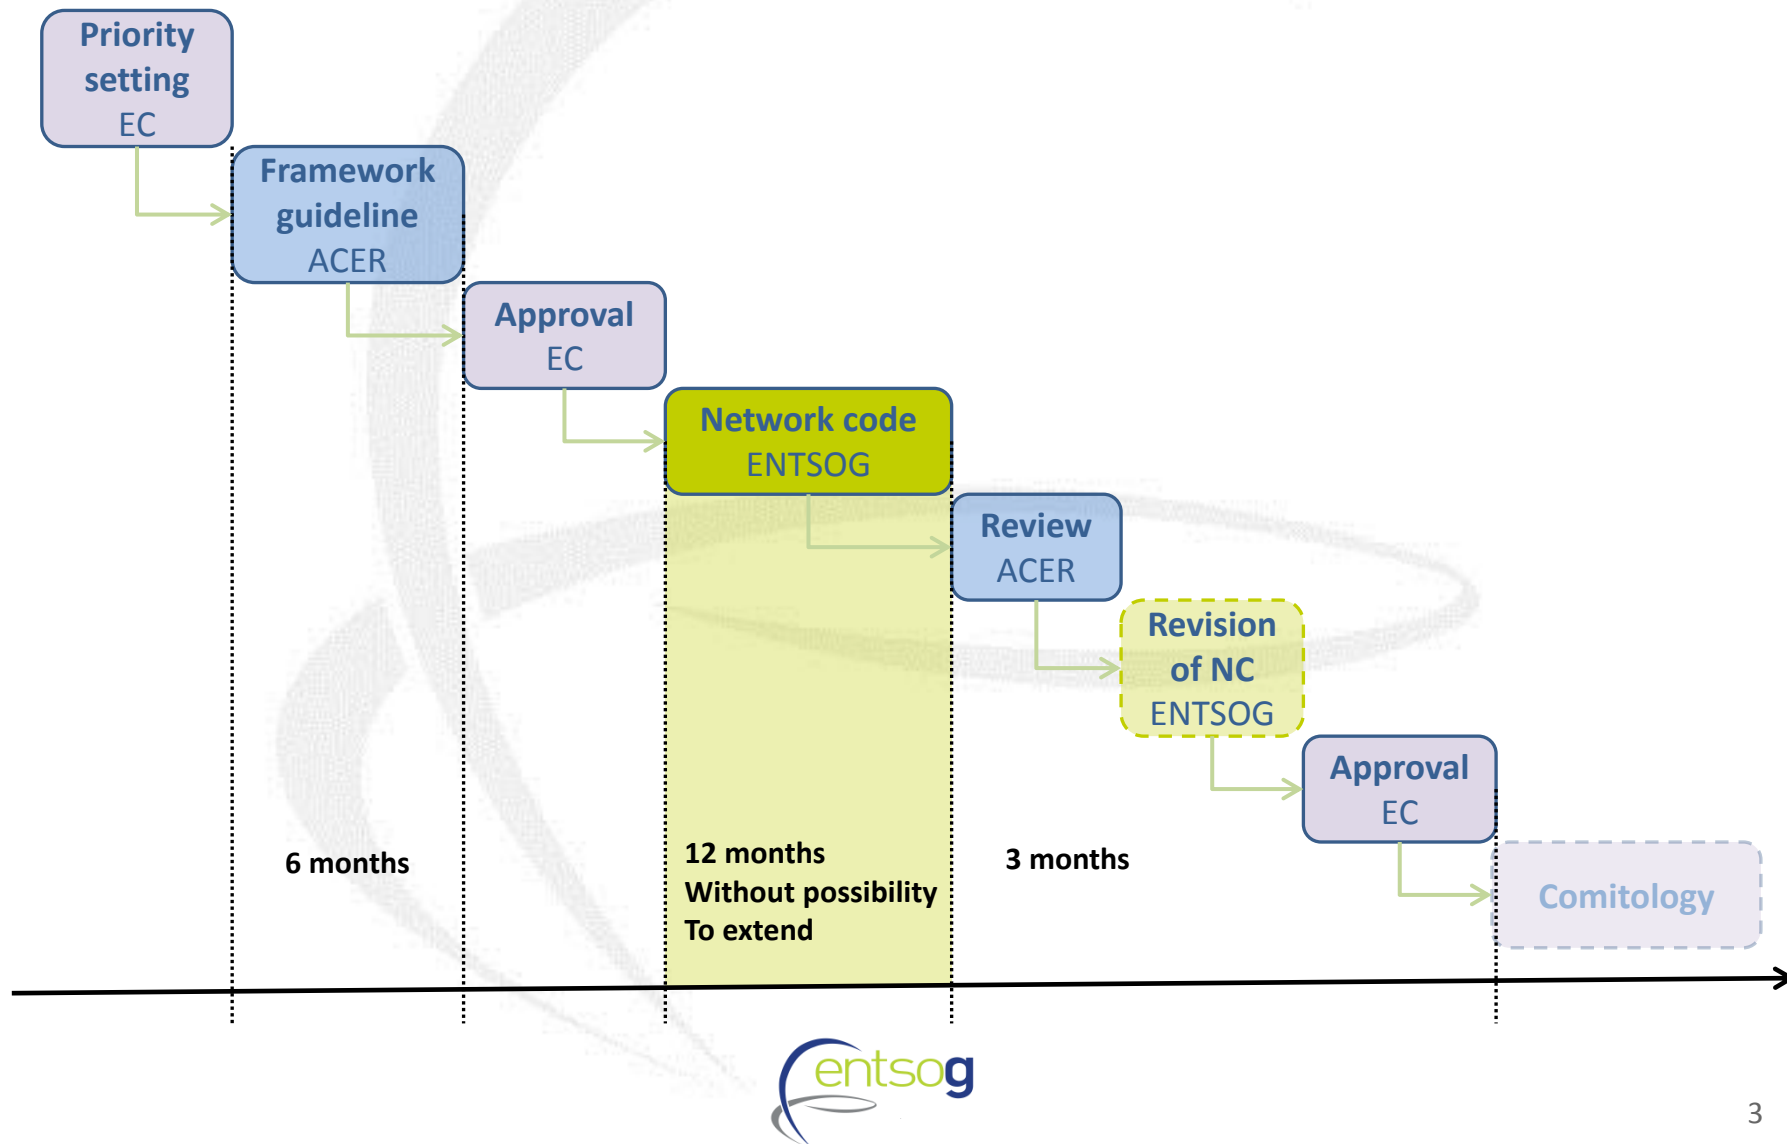 Priority
setting
EC
Framework
guideline
ACER
Approval
EC
Network code
ENTSOG
Review
ACER
Revision
of NC
ENTSOG
Approval
EC
Comitology
6 months
12 months
Without possibility
To extend
3 months
entsog
3